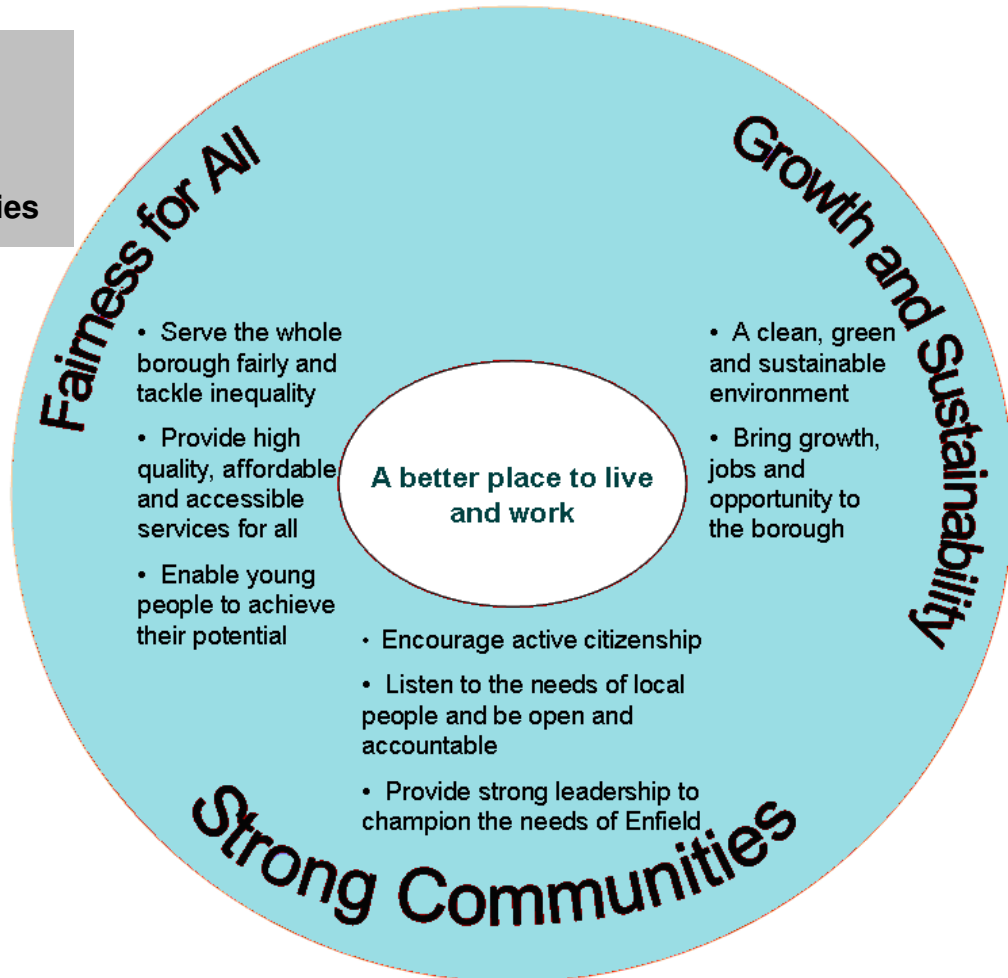 Fairness for All
• Serve the whole
borough fairly and
tackle inequality
• Provide high
quality, affordable
and accessible
services for all
• Enable young
people to achieve
their potential
Growth and Sustainability
• A clean, green
and sustainable
environment
• Bring growth,
jobs and
opportunity to
the borough
A better place to live
and work
• Encourage active citizenship
• Listen to the needs of local
people and be open and
accountable
• Provide strong leadership to
champion the needs of Enfield
Strong Communities